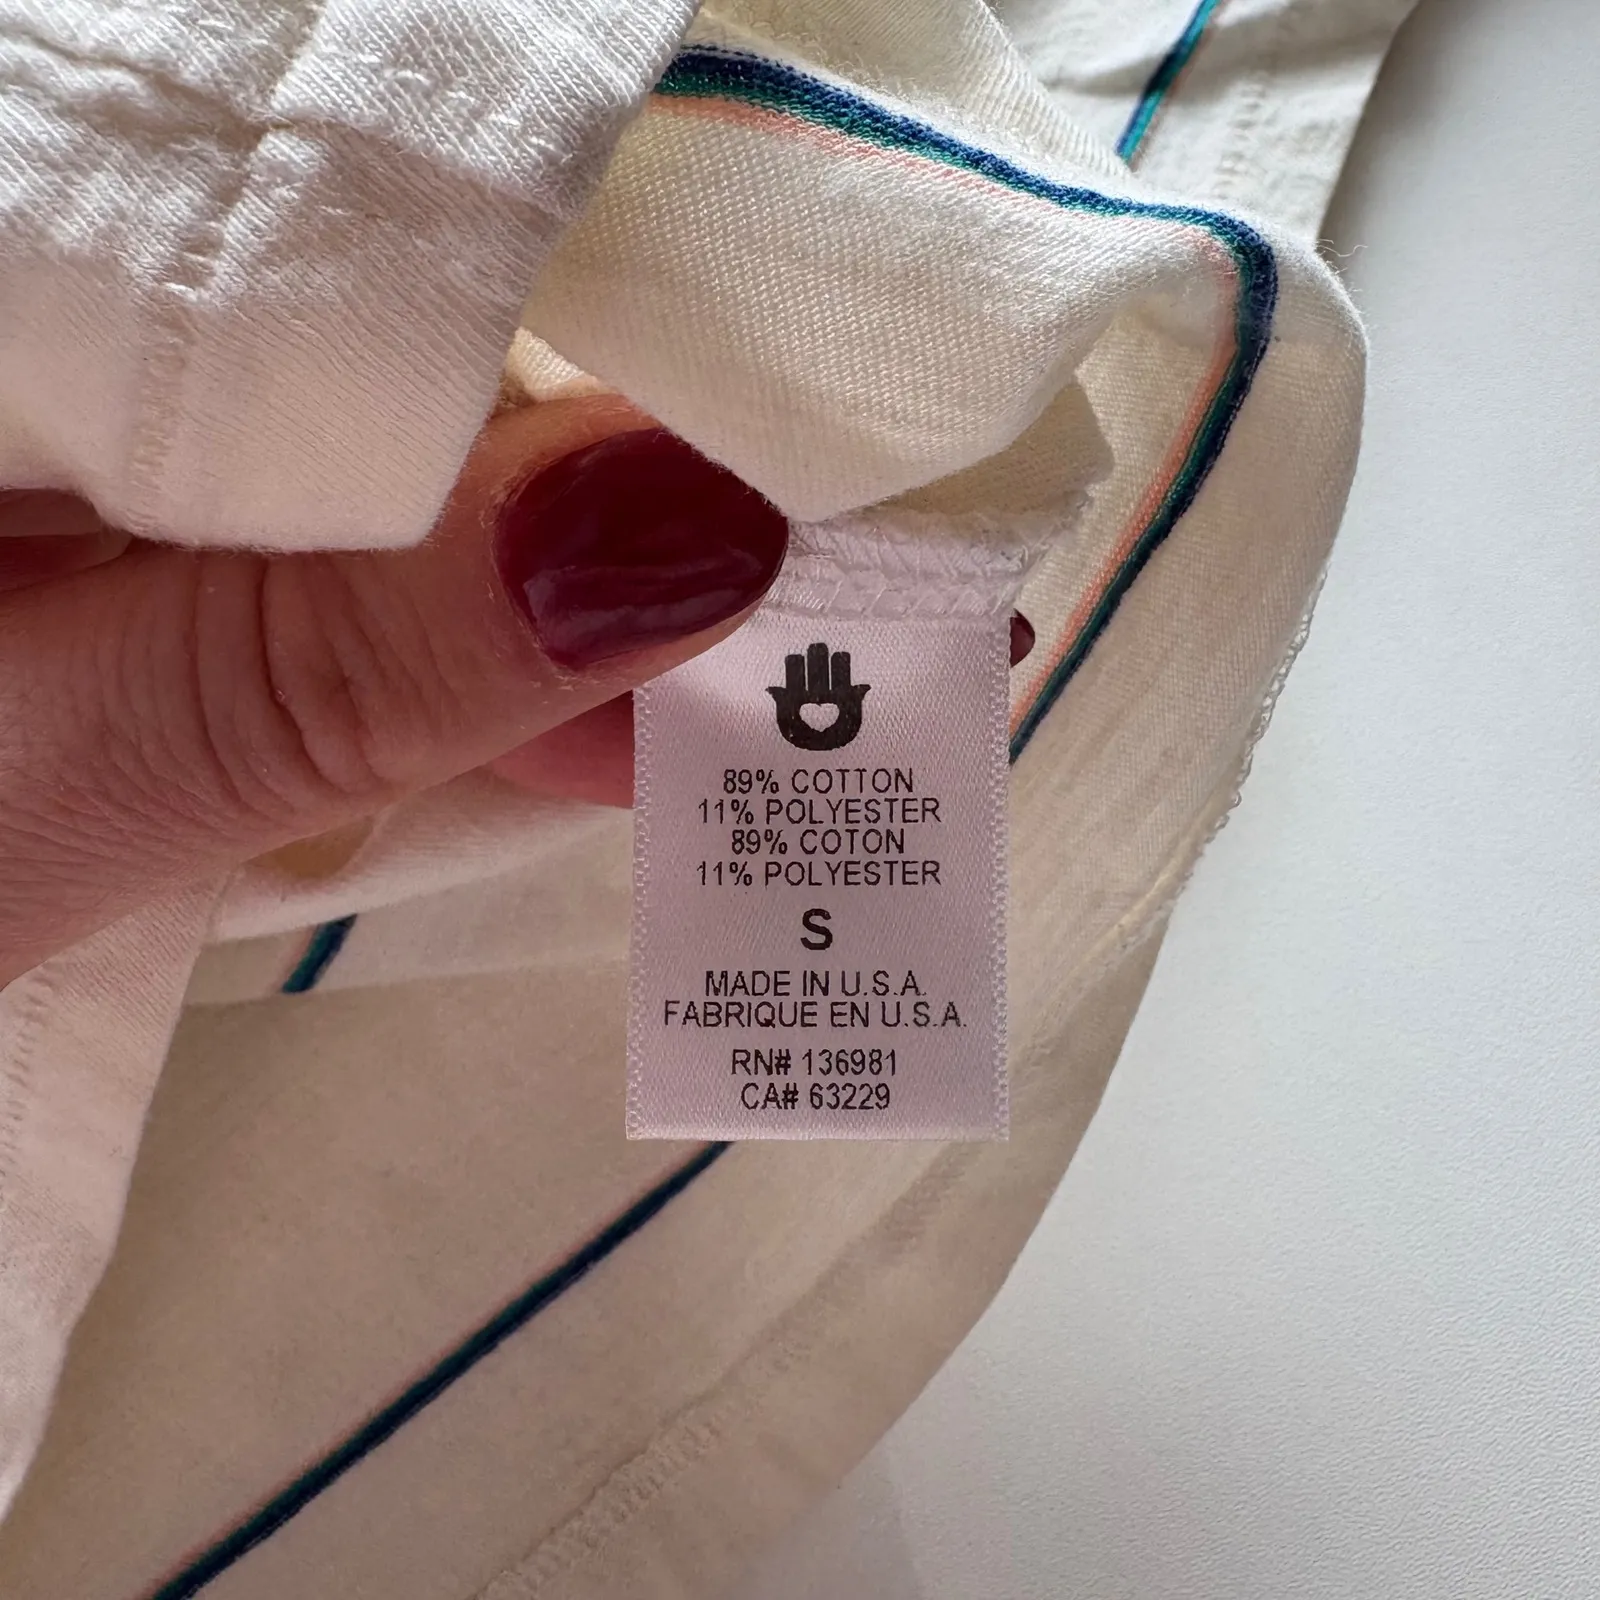 89% COTTON
11% POLYESTER
89% COTON
11% POLYESTER
S
MADE IN U.S.A.
FABRIQUE EN U.S.A.
RN# 136981
CA# 63229